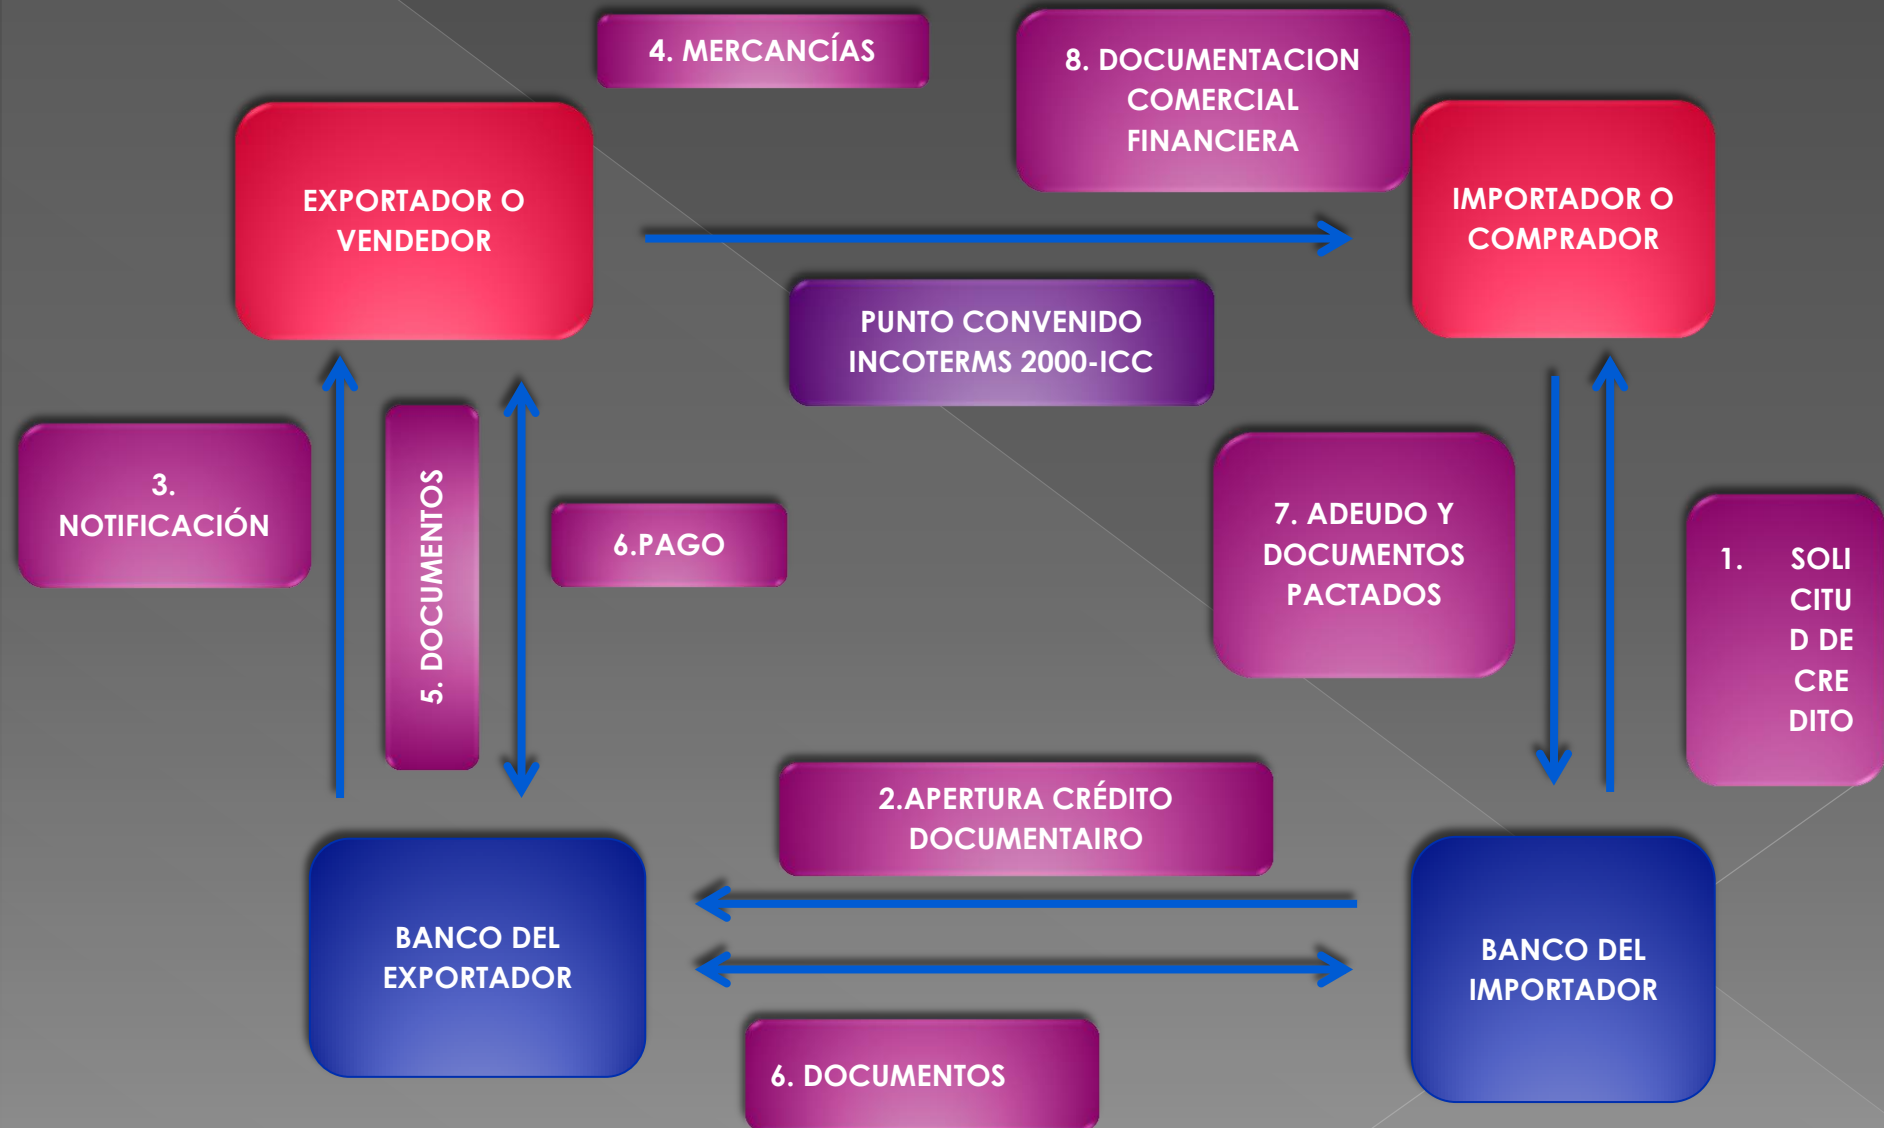 4. MERCANCÍAS
8. DOCUMENTACION
COMERCIAL
FINANCIERA
EXPORTADOR O
VENDEDOR
IMPORTADOR O
COMPRADOR
PUNTO CONVENIDO
INCOTERMS 2000-ICC
3.
NOTIFICACIÓN
5. DOCUMENTOS
6.PAGO
7. ADEUDO Y
DOCUMENTOS
PACTADOS
1. SOLI
CITU
D DE
CRE
DITO
2.APERTURA CRÉDITO
DOCUMENTAIRO
BANCO DEL
EXPORTADOR
BANCO DEL
IMPORTADOR
6. DOCUMENTOS